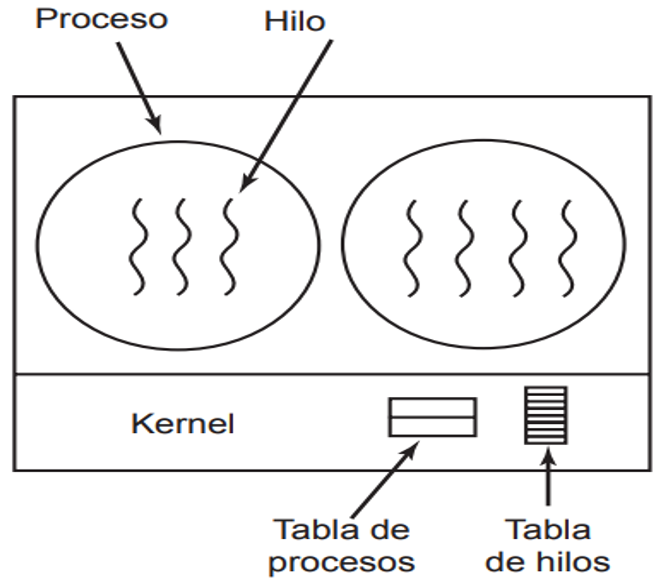 Proceso
Hilo
Kernel
Tabla de
procesos
Tabla
de hilos